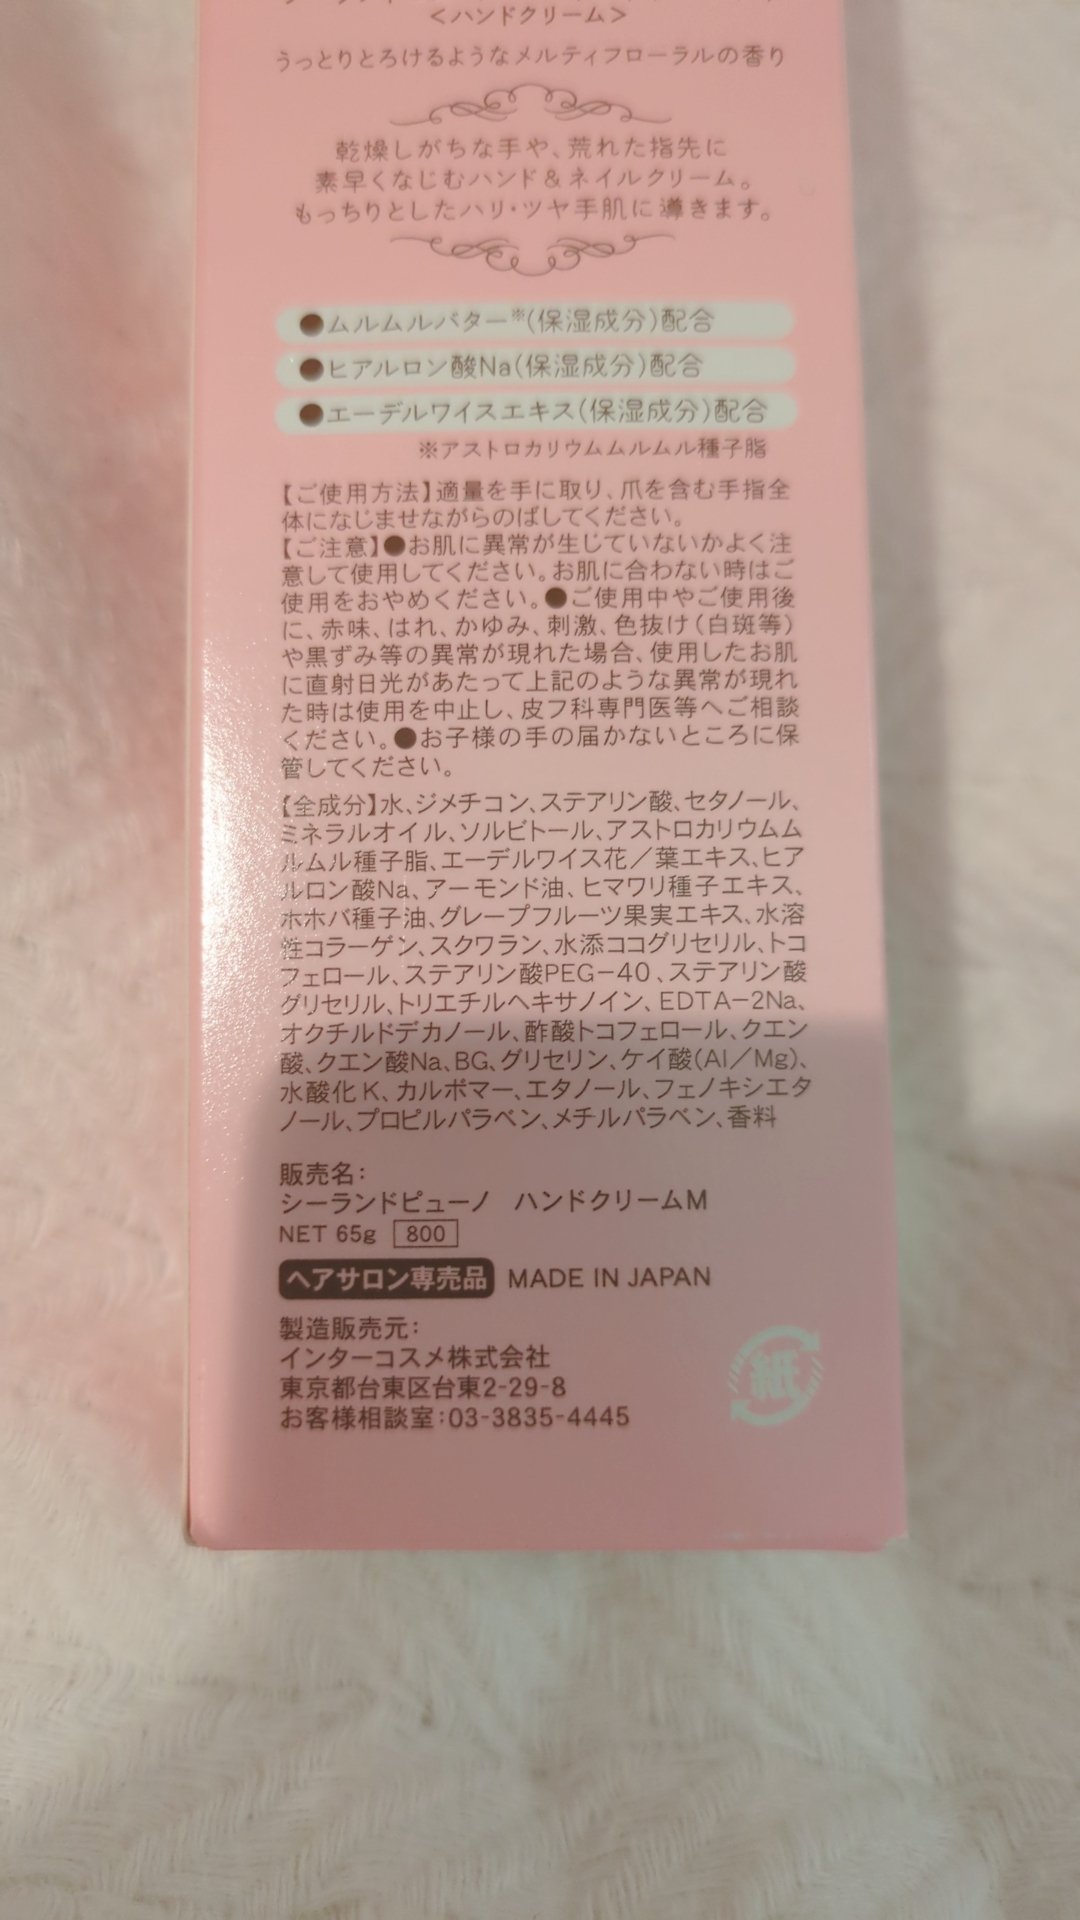 <ハンドクリーム>
うっとりとろけるようなメルティフローラルの香り
乾燥しがちな手や、荒れた指先に
素早くなじむハンド&ネイルクリーム。
もっちりとしたハリ・ツヤ手肌に導きます。
●ムルムルバター※(保湿成分)配合
●ヒアルロン酸Na(保湿成分)配合
●エーデルワイスエキス(保湿成分)配合
※アストロカリウムムルムル種子脂
【ご使用方法】適量を手に取り、爪を含む手指全
体になじませながらのばしてください。
【ご注意】●お肌に異常が生じていないかよく注
意して使用してください。お肌に合わない時はご
使用をおやめください。●ご使用中やご使用後
に、赤味、はれ、かゆみ、刺激、色抜け(白斑等)
や黒ずみ等の異常が現れた場合、使用したお肌
に直射日光があたって上記のような異常が現れ
た時は使用を中止し、皮フ科専門医等へご相談
ください。●お子様の手の届かないところに保
管してください。
【全成分】水、ジメチコン、ステアリン酸、セタノール、
ミネラルオイル、ソルビトール、アストロカリウムム
ルムル種子脂、エーデルワイス花/葉エキス、ヒア
ルロン酸Na、アーモンド油、ヒマワリ種子エキス、
ホホバ種子油、グレープフルーツ果実エキス、水溶
性コラーゲン、スクワラン、水添ココグリセリル、トコ
フェロール、ステアリン酸PEG-40、ステアリン酸
グリセリル、トリエチルヘキサノイン、EDTA-2Na、
オクチルドデカノール、酢酸トコフェロール、クエン
酸、クエン酸Na、BG、グリセリン、ケイ酸(Al/Mg)、
水酸化K、カルボマー、エタノール、フェノキシエタ
ノール、プロピルパラベン、メチルパラベン、香料
販売名:
シーランドピューノ ハンドクリームM
NET 65g 800
ヘアサロン専売品 MADE IN JAPAN
製造販売元:
インターコスメ株式会社
東京都台東区台東2-29-8
お客様相談室:03-3835-4445
紙